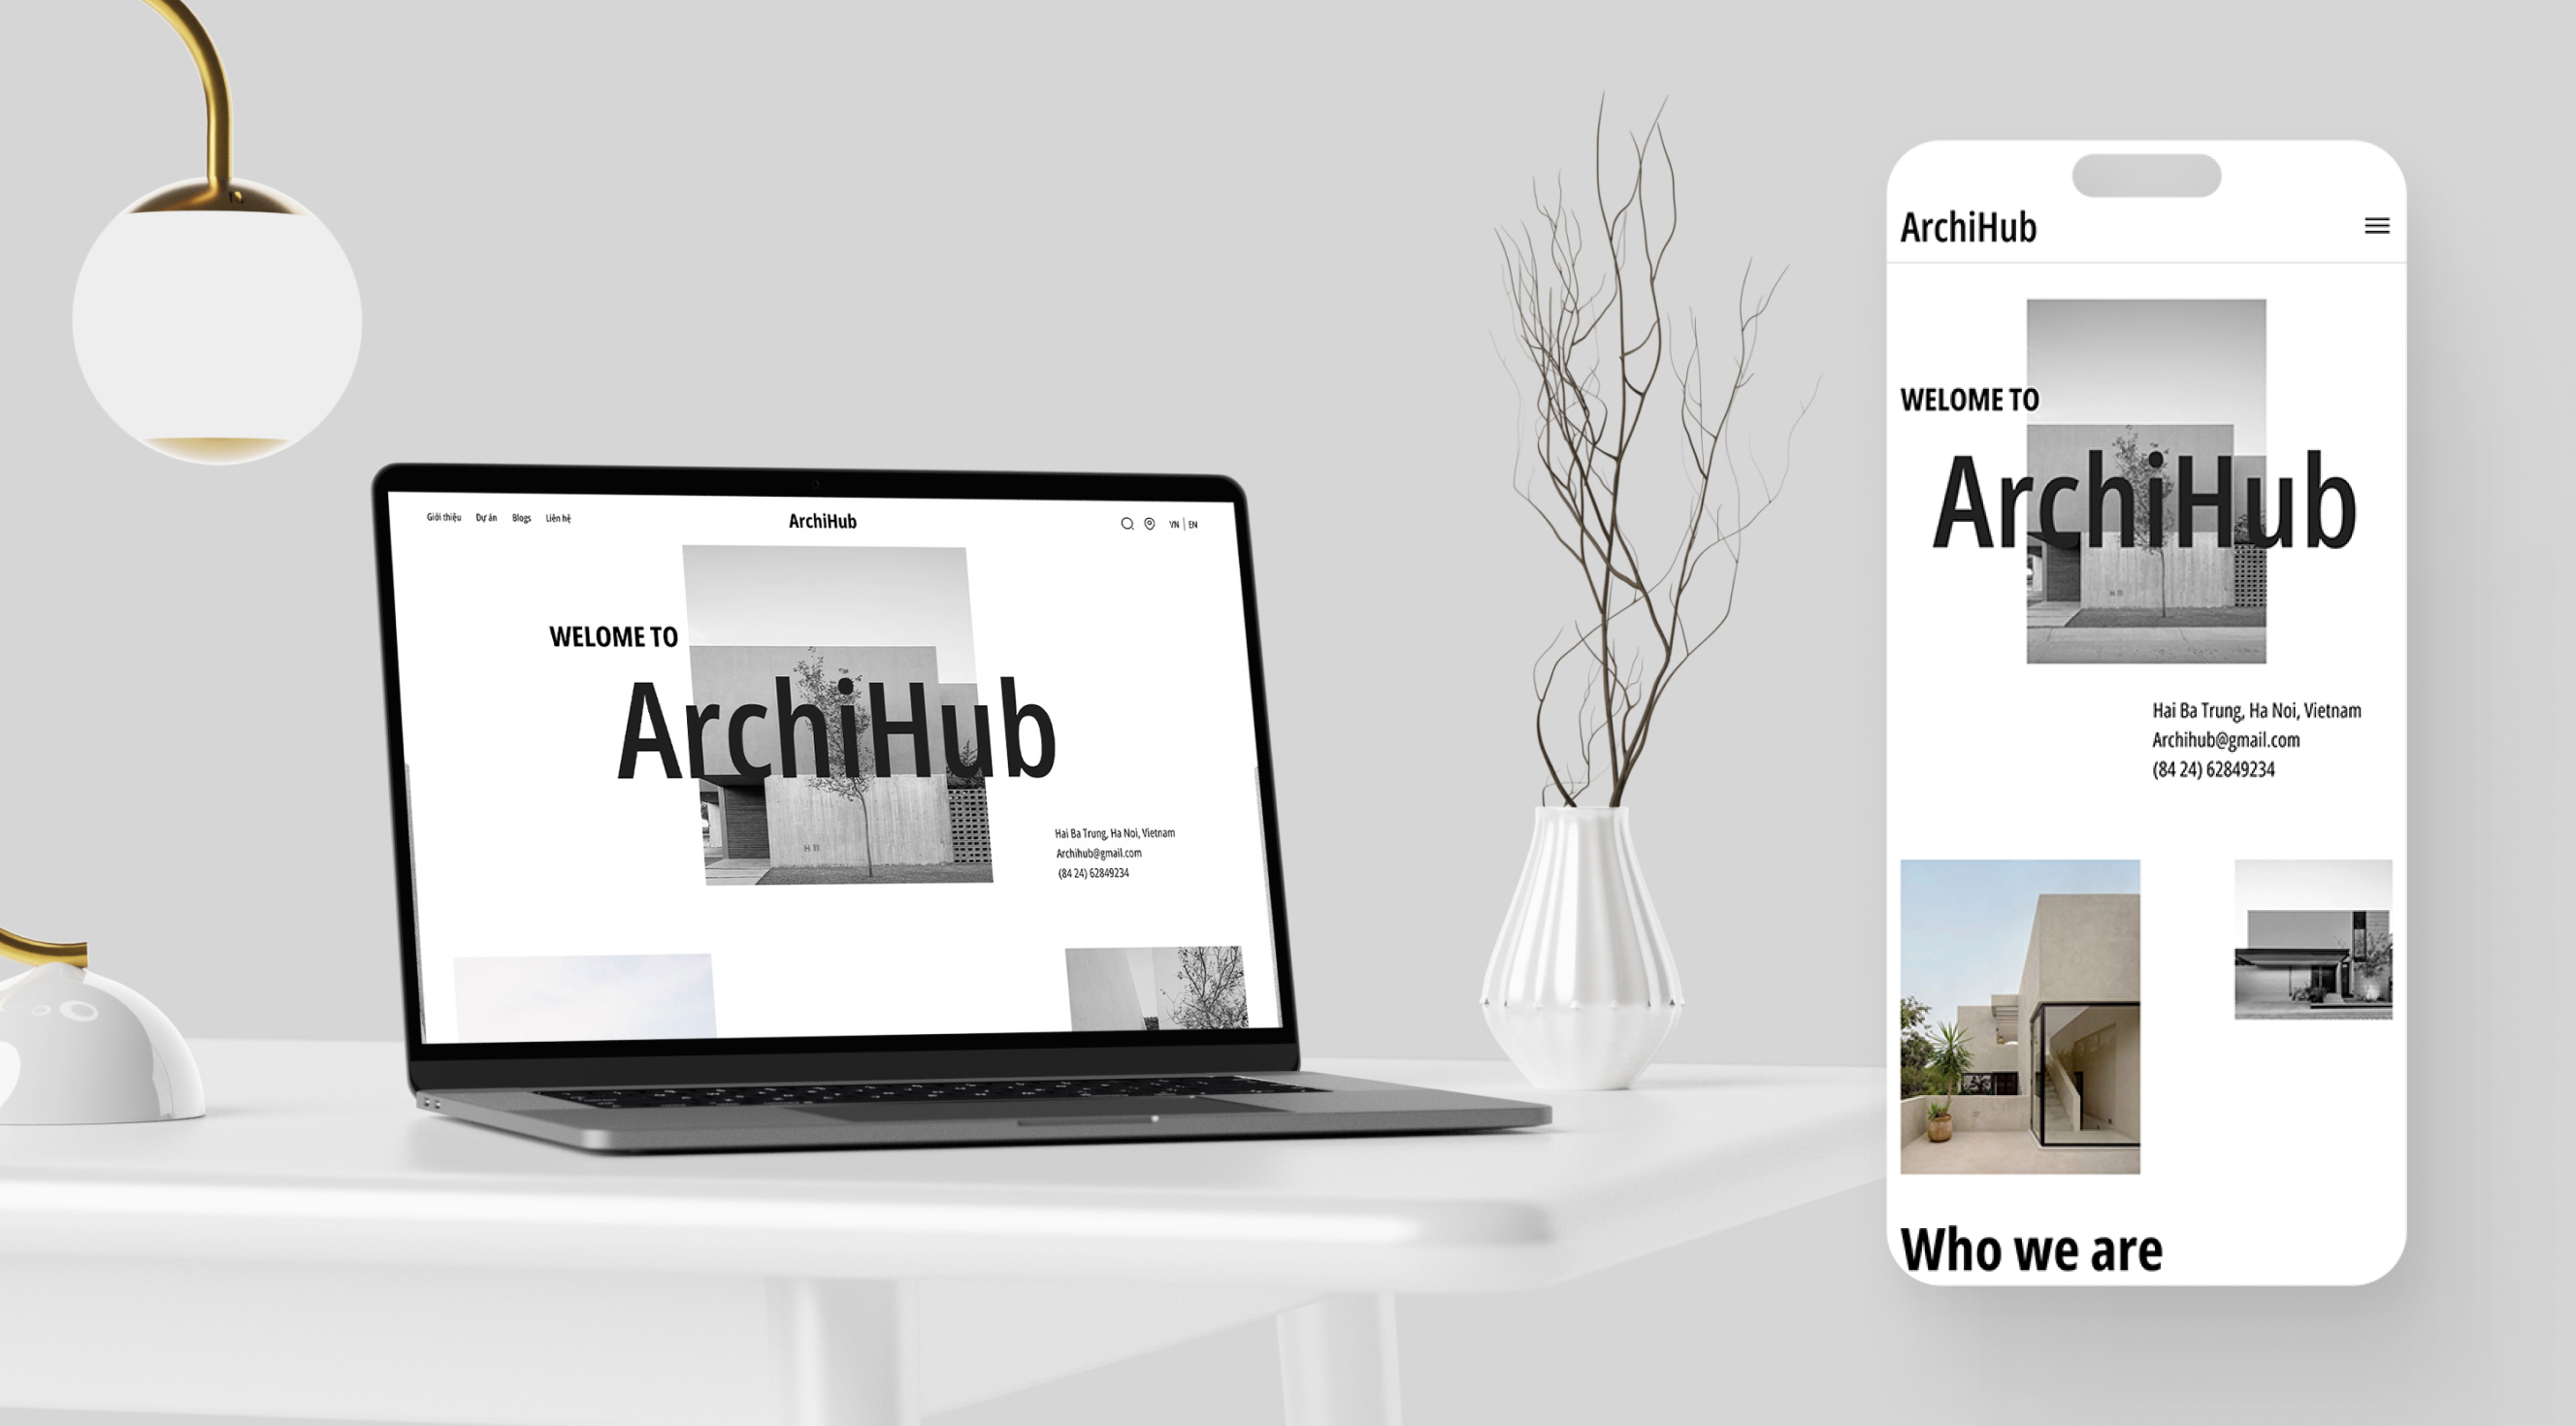 Giới thiệu Dự án Blogs Liên hệ
ArchiHub
VN | EN
WELOME TO
ArchiHub
H 11
Hai Ba Trung, Ha Noi, Vietnam
Archihub@gmail.com
(84 24) 62849234
ArchiHub
WELOME TO
ArchiHub
H 11
Hai Ba Trung, Ha Noi, Vietnam
Archihub@gmail.com
(84 24) 62849234
Who we are